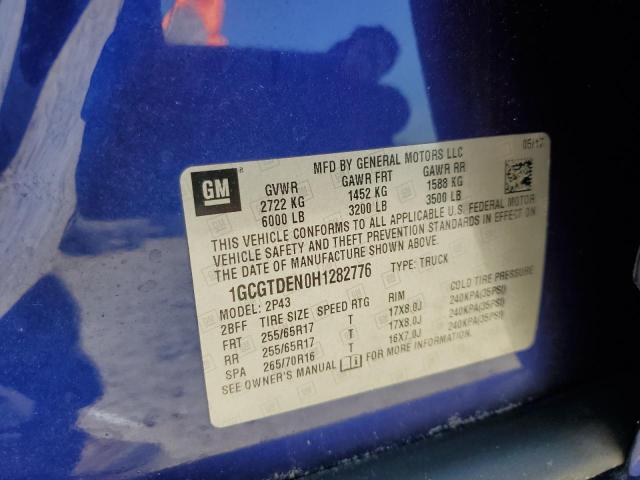 GM
MFD BY GENERAL MOTORS LLC
05/17
GVWR GAWR FRT GAWR RR
2722 KG 1452 KG 1588 KG
6000 LB 3200 LB 3500 LB
THIS VEHICLE CONFORMS TO ALL APPLICABLE U.S. FEDERAL MOTOR
VEHICLE SAFETY AND THEFT PREVENTION STANDARDS IN EFFECT ON
THE DATE OF MANUFACTURE SHOWN ABOVE.
1GCGTDEN0H1282776 TYPE: TRUCK
MODEL: 2P43
2BFF TIRE SIZE SPEED RTG RIM COLD TIRE PRESSURE
FRT 255/65R17 T 17X8.0J 240KPA(35PSI)
RR 255/65R17 T 17X8.0J 240KPA(35PSI)
SPA 265/70R16 T 16X7.0J 240KPA(35PSI)
SEE OWNER'S MANUAL FOR MORE INFORMATION.